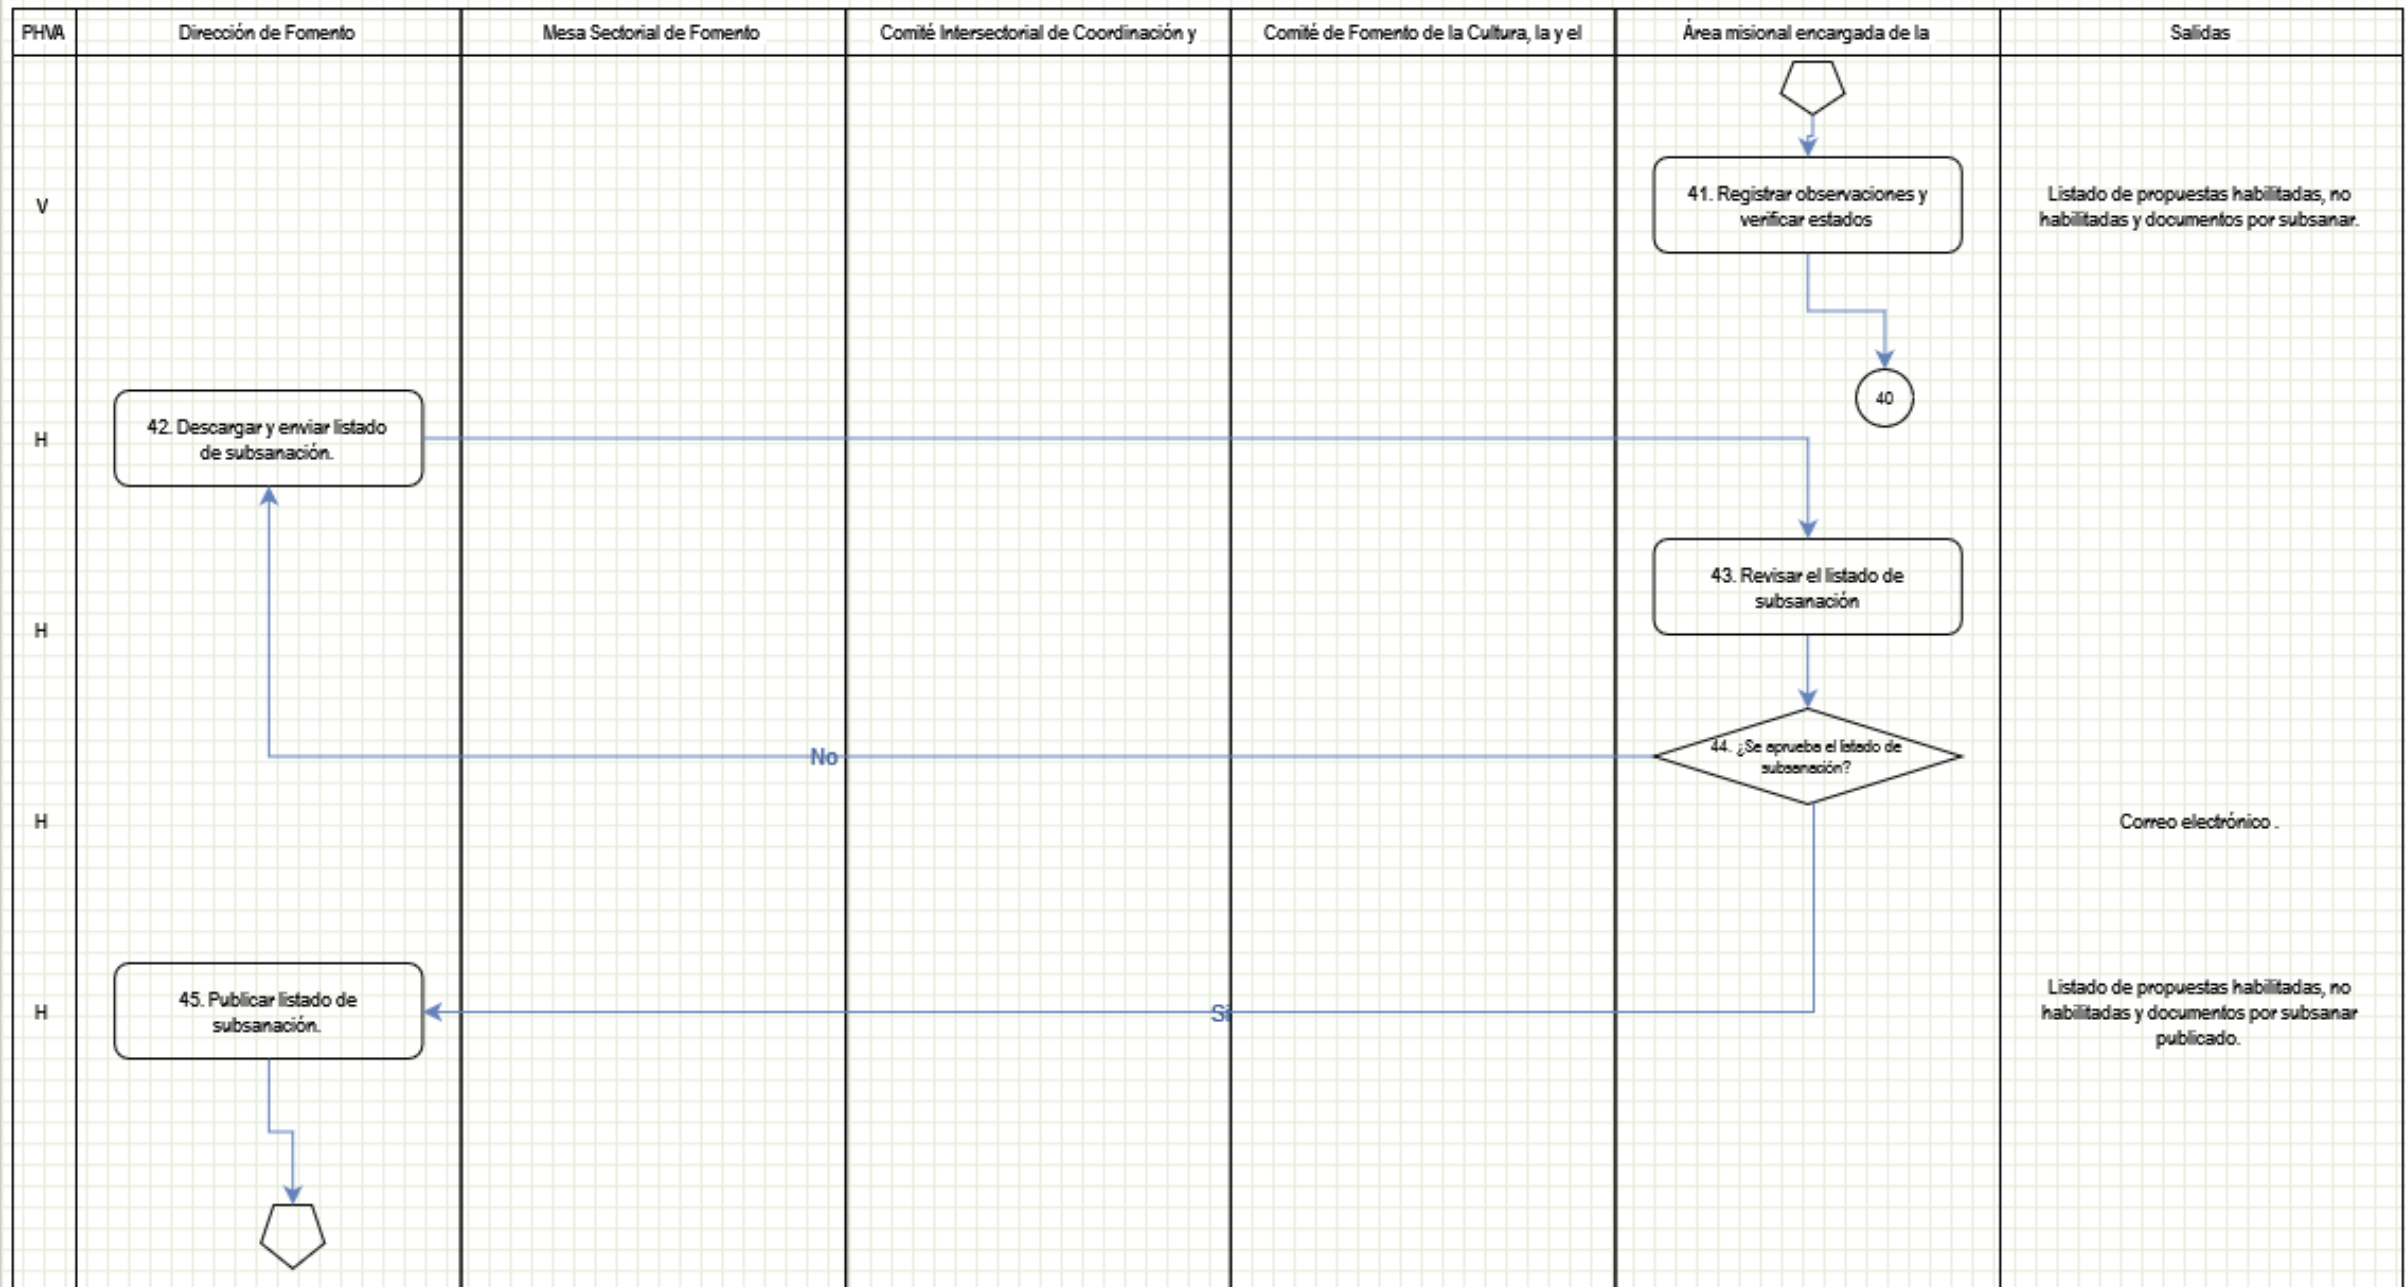 PHVA
Dirección de Fomento
Mesa Sectorial de Fomento
Comité Intersectorial de Coordinación y
Comité de Fomento de la Cultura, la y el
Área misional encargada de la
Salidas
V
41. Registrar observaciones y
verificar estados
Listado de propuestas habilitadas, no
habilitadas y documentos por subsanar.
40
H
42. Descargar y enviar listado
de subsanación.
H
43. Revisar el listado de
subsanación
No
44. ¿Se aprueba el listado de
subsanación?
H
Correo electrónico .
H
45. Publicar listado de
subsanación.
Si
Listado de propuestas habilitadas, no
habilitadas y documentos por subsanar
publicado.